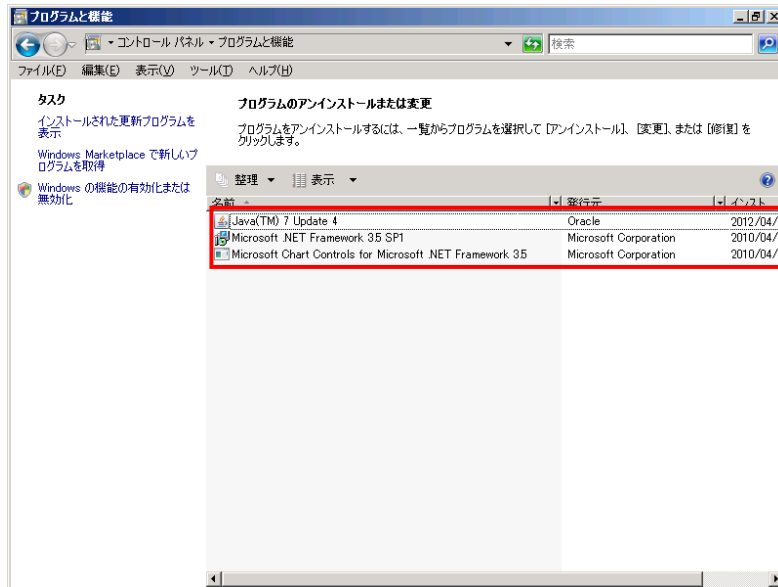 プログラムと機能
コントロール パネル ▾ プログラムと機能
検索
ファイル(F) 編集(E) 表示(V) ツール(T) ヘルプ(H)
タスク
インストールされた更新プログラムを
表示
Windows Marketplace で新しいプ
ログラムを取得
Windows の機能の有効化または
無効化
プログラムのアンインストールまたは変更
プログラムをアンインストールするには、一覧からプログラムを選択して [アンインストール]、[変更]、または [修復] を
クリックします。
整理 表示
名前 発行元 インスト
Java(TM) 7 Update 4 Oracle 2012/04/
Microsoft .NET Framework 3.5 SP1 Microsoft Corporation 2010/04/
Microsoft Chart Controls for Microsoft .NET Framework 3.5 Microsoft Corporation 2010/04/